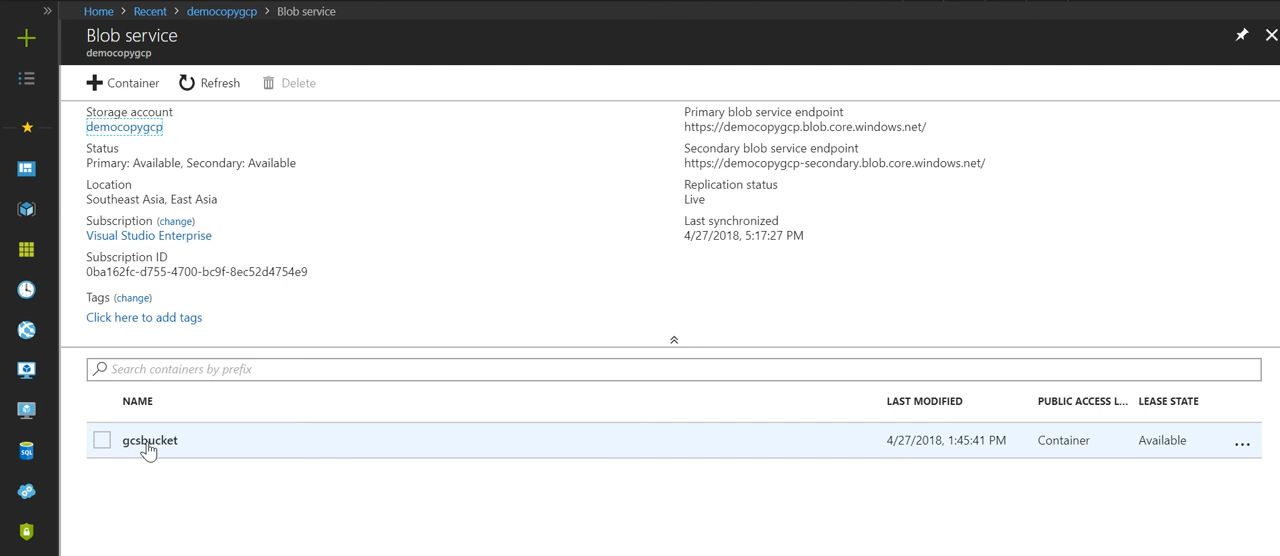 Home > Recent > democopygcp > Blob service
Blob service
democopygcp
Container Refresh Delete
Storage account
democopygcp
Status
Primary: Available, Secondary: Available
Location
Southeast Asia, East Asia
Subscription (change)
Visual Studio Enterprise
Subscription ID
0ba162fc-d755-4700-bc9f-8ec52d4754e9
Tags (change)
Click here to add tags
Primary blob service endpoint
https://democopygcp.blob.core.windows.net/
Secondary blob service endpoint
https://democopygcp-secondary.blob.core.windows.net/
Replication status
Live
Last synchronized
4/27/2018, 5:17:27 PM
Search containers by prefix
NAME LAST MODIFIED PUBLIC ACCESS L... LEASE STATE
gcsbucket 4/27/2018, 1:45:41 PM Container Available ...
SQL